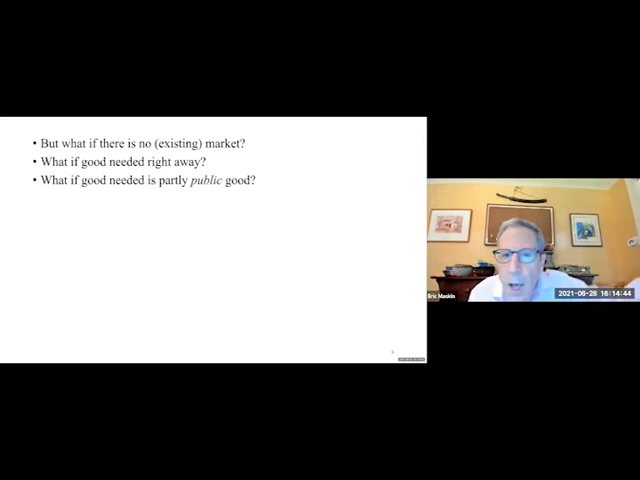 • But what if there is no (existing) market?
• What if good needed right away?
• What if good needed is partly public good?
Eric Maskin
2021-06-28 16:14:44